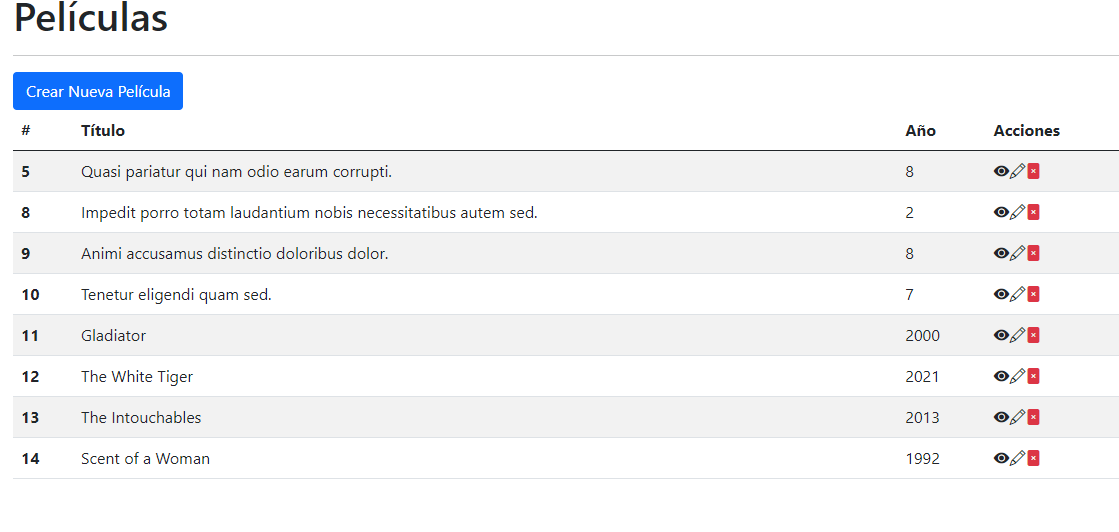 Películas
Crear Nueva Película
# Título Año Acciones
5 Quasi pariatur qui nam odio earum corrupti. 8
8 Impedit porro totam laudantium nobis necessitatibus autem sed. 2
9 Animi accusamus distinctio doloribus dolor. 8
10 Tenetur eligendi quam sed. 7
11 Gladiator 2000
12 The White Tiger 2021
13 The Intouchables 2013
14 Scent of a Woman 1992